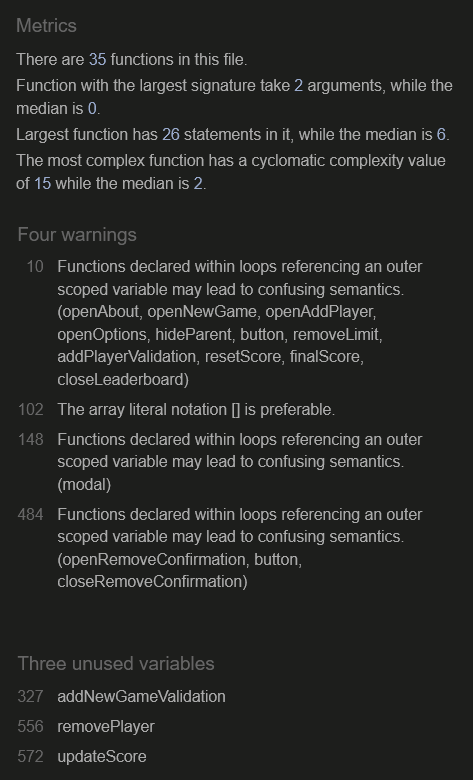 Metrics
There are 35 functions in this file.
Function with the largest signature take 2 arguments, while the
median is 0.
Largest function has 26 statements in it, while the median is 6.
The most complex function has a cyclomatic complexity value
of 15 while the median is 2.
Four warnings
10 Functions declared within loops referencing an outer
scoped variable may lead to confusing semantics.
(openAbout, openNewGame, openAddPlayer,
openOptions, hideParent, button, removeLimit,
addPlayerValidation, resetScore, finalScore,
closeLeaderboard)
102 The array literal notation [] is preferable.
148 Functions declared within loops referencing an outer
scoped variable may lead to confusing semantics.
(modal)
484 Functions declared within loops referencing an outer
scoped variable may lead to confusing semantics.
(openRemoveConfirmation, button,
closeRemoveConfirmation)
Three unused variables
327 addNewGameValidation
556 removePlayer
572 updateScore